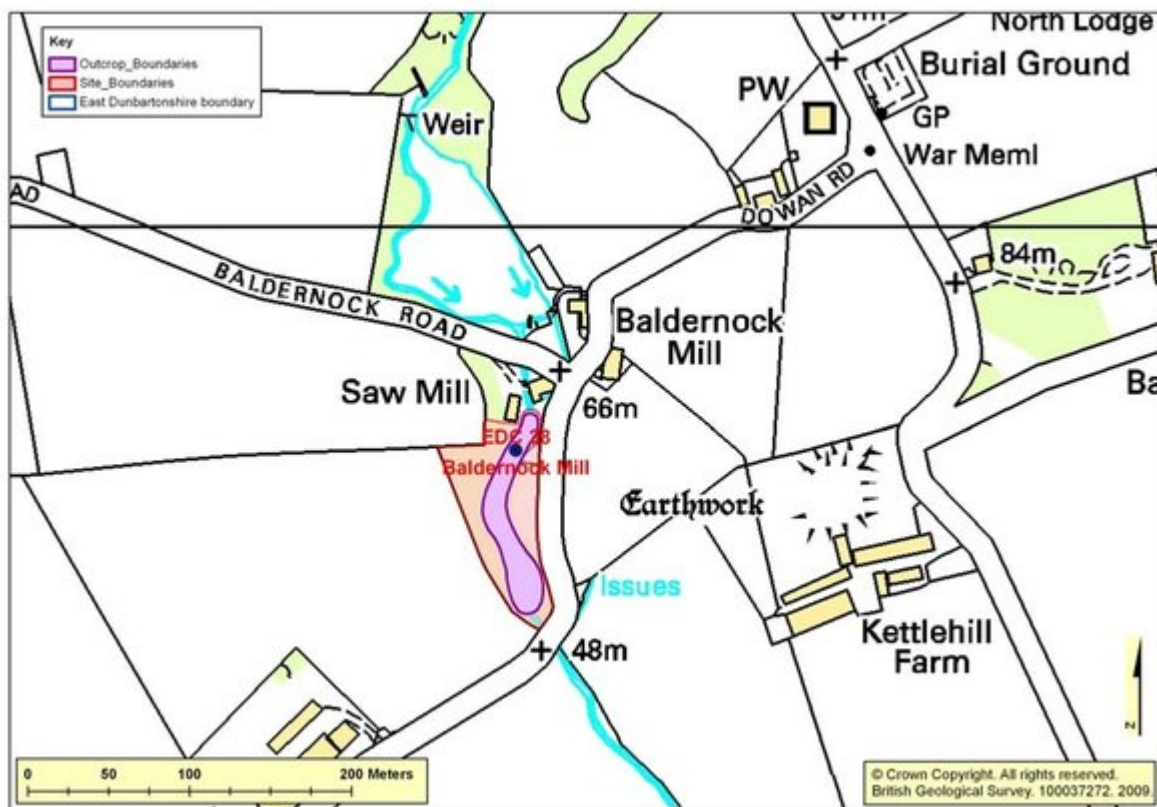 North Lodge
Key
Outcrop_Boundaries
Site_Boundaries
East Dunbartonshire boundary
Burial Ground
PW
GP
Weir
War Meml
DOWAN RD
BALDERNOCK ROAD
84m
Baldernock
Mill
Saw Mill
66m
EDC 28
Baldernock Mill
Earthwork
Issues
Kettlehill
Farm
48m
N
0 50 100 200 Meters
© Crown Copyright. All rights reserved.
British Geological Survey. 100037272. 2009.